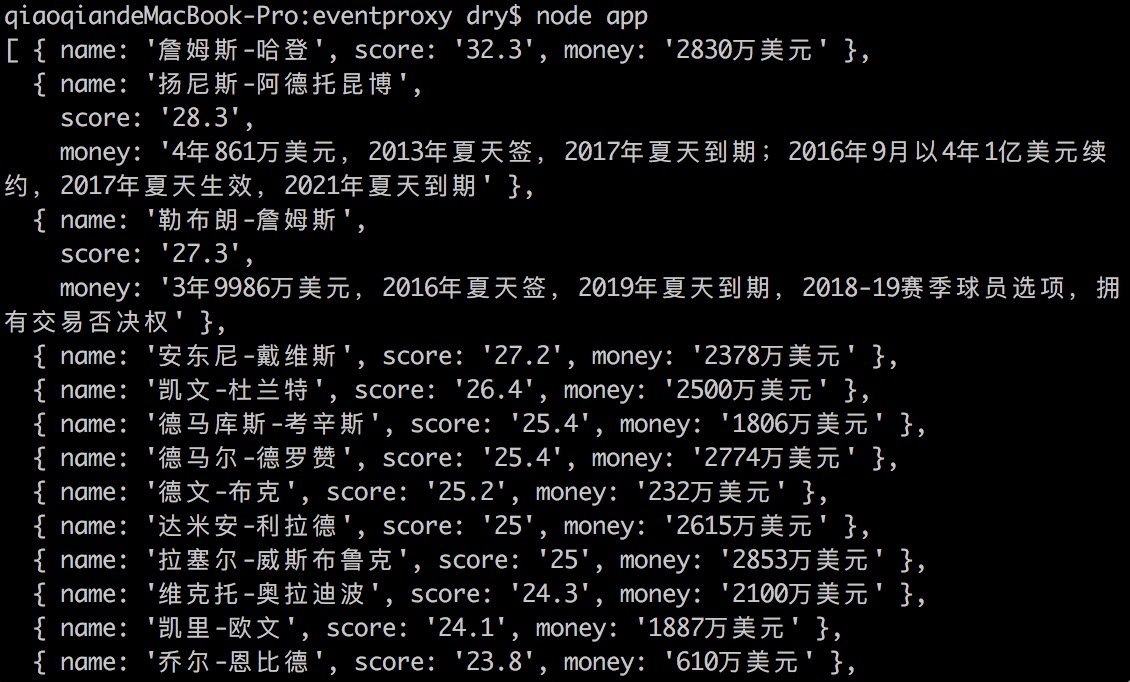 qiaoqiandeMacBook-Pro:eventproxy dry$ node app
[ { name: '詹姆斯-哈登', score: '32.3', money: '2830万美元' },
  { name: '扬尼斯-阿德托昆博',
    score: '28.3',
    money: '4年861万美元，2013年夏天签，2017年夏天到期；2016年9月以4年1亿美元续
约，2017年夏天生效，2021年夏天到期' },
  { name: '勒布朗-詹姆斯',
    score: '27.3',
    money: '3年9986万美元，2016年夏天签，2019年夏天到期，2018-19赛季球员选项，拥
有交易否决权' },
  { name: '安东尼-戴维斯', score: '27.2', money: '2378万美元' },
  { name: '凯文-杜兰特', score: '26.4', money: '2500万美元' },
  { name: '德马库斯-考辛斯', score: '25.4', money: '1806万美元' },
  { name: '德马尔-德罗赞', score: '25.4', money: '2774万美元' },
  { name: '德文-布克', score: '25.2', money: '232万美元' },
  { name: '达米安-利拉德', score: '25', money: '2615万美元' },
  { name: '拉塞尔-威斯布鲁克', score: '25', money: '2853万美元' },
  { name: '维克托-奥拉迪波', score: '24.3', money: '2100万美元' },
  { name: '凯里-欧文', score: '24.1', money: '1887万美元' },
  { name: '乔尔-恩比德', score: '23.8', money: '610万美元' },